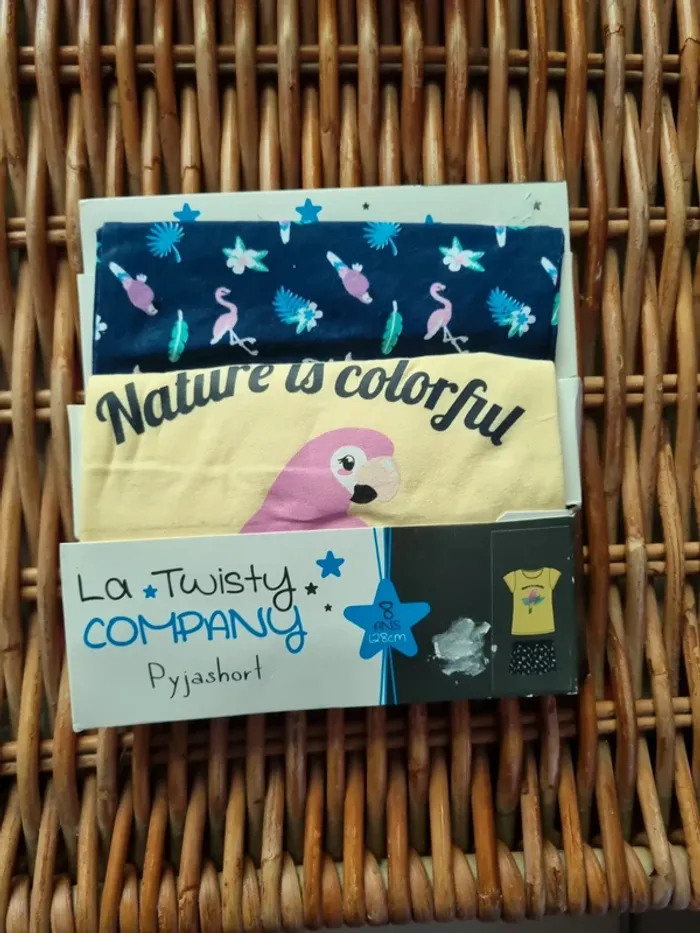 Nature is colorful
La Twisty
COMPANY
Pyjashort
8
ANS
128cm